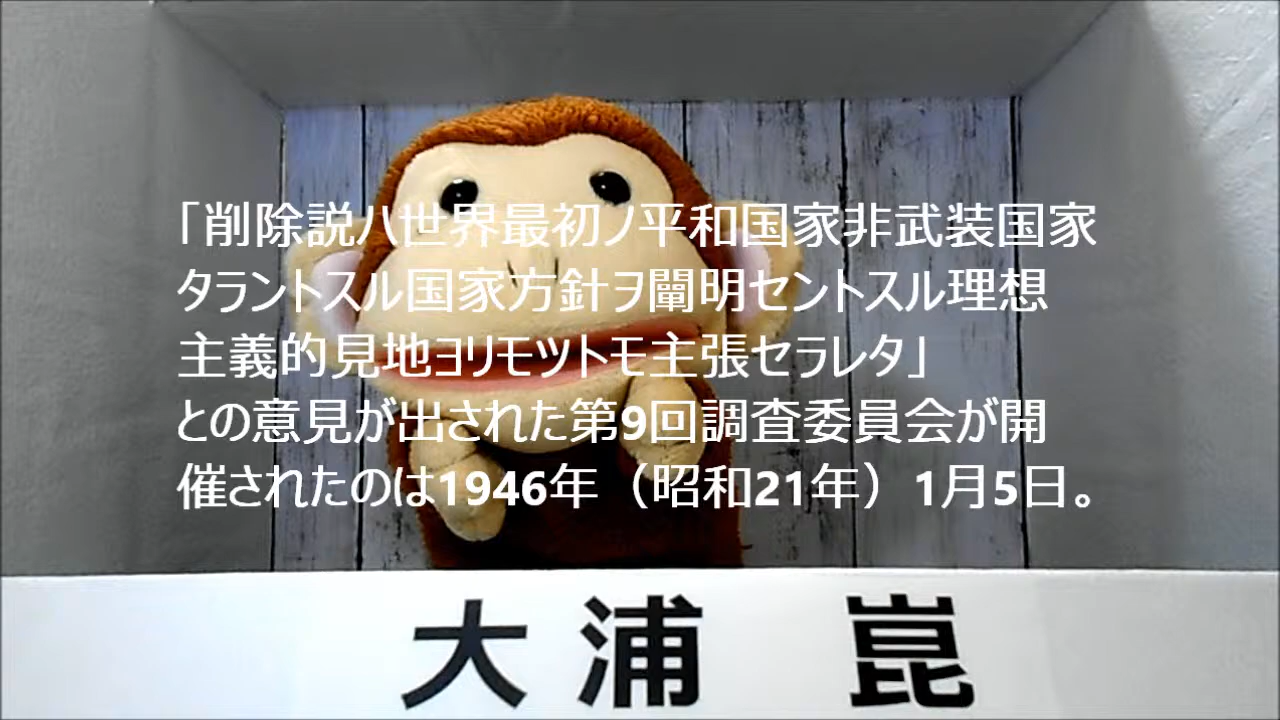 「削除説ハ世界最初ノ平和国家非武装国家
タラントスル国家方針ヲ闡明セントスル理想
主義的見地ヨリモツトモ主張セラレタ」
との意見が出された第9回調査委員会が開
催されたのは1946年（昭和21年）1月5日。
大浦 崑